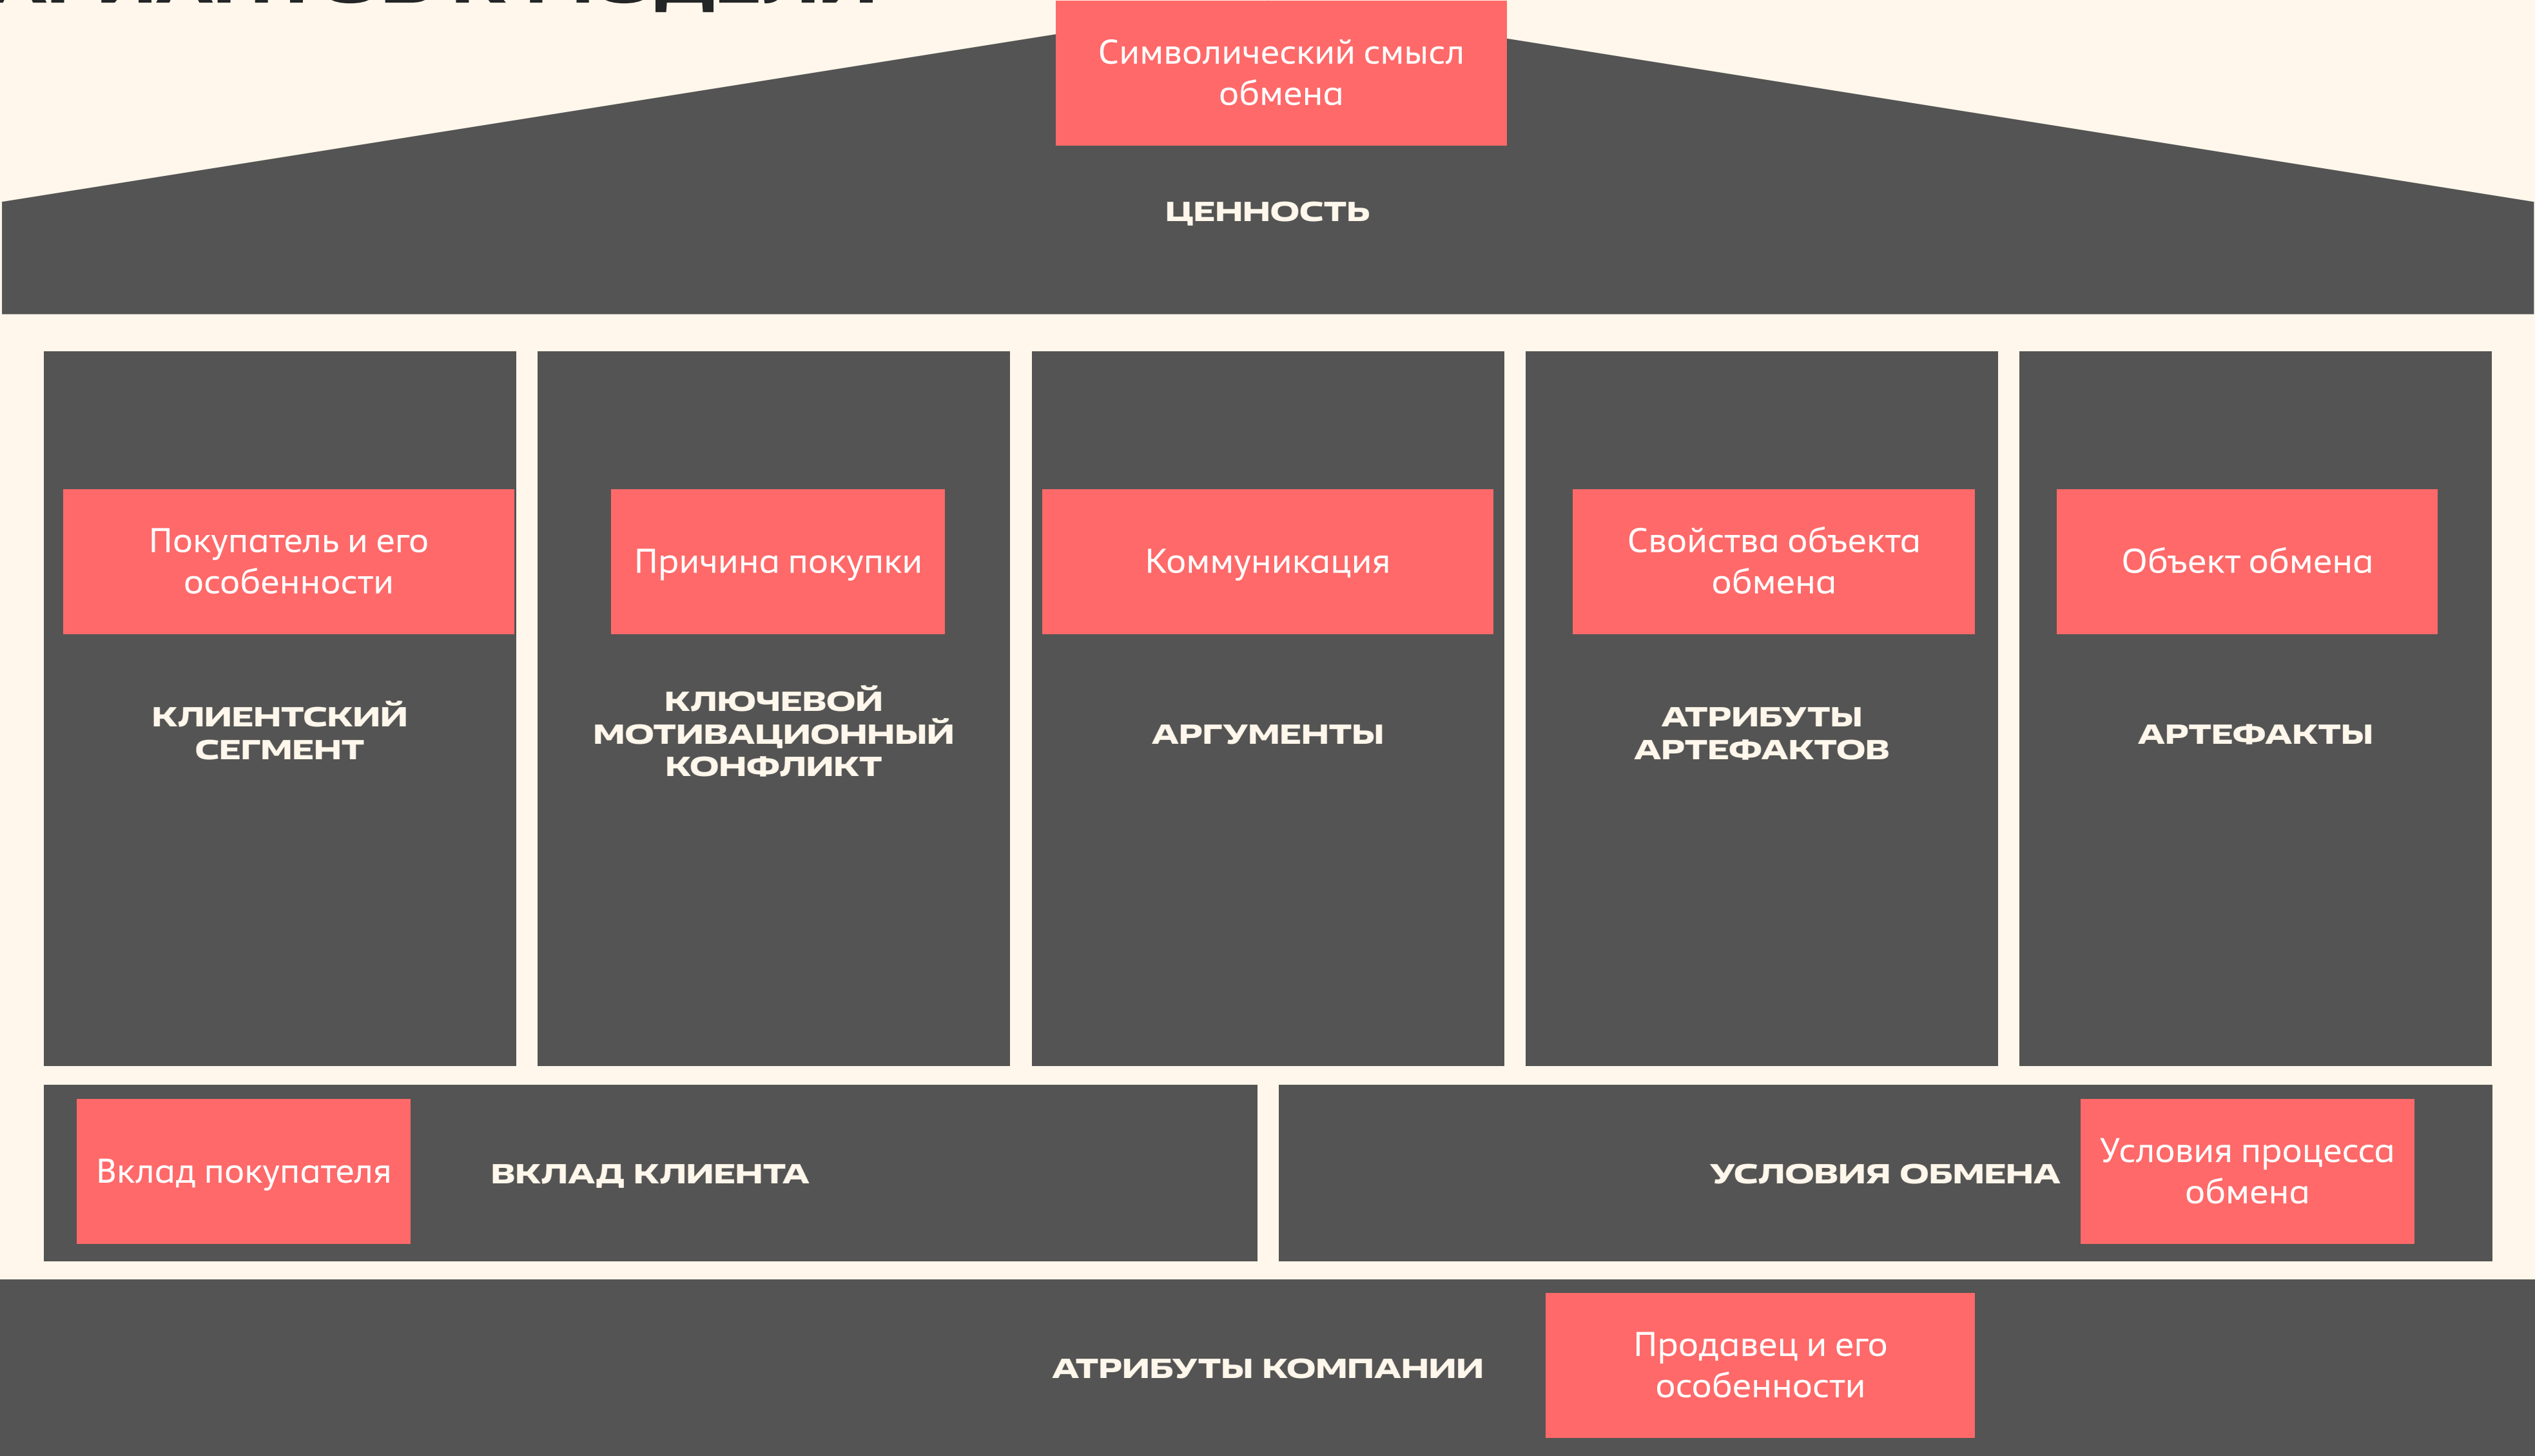 Символический смысл
обмена
ЦЕННОСТЬ
Покупатель и его
особенности
КЛИЕНТСКИЙ
СЕГМЕНТ
Причина покупки
КЛЮЧЕВОЙ
МОТИВАЦИОННЫЙ
КОНФЛИКТ
Коммуникация
АРГУМЕНТЫ
Свойства объекта
обмена
АТРИБУТЫ
АРТЕФАКТОВ
Объект обмена
АРТЕФАКТЫ
Вклад покупателя
ВКЛАД КЛИЕНТА
УСЛОВИЯ ОБМЕНА
Условия процесса
обмена
АТРИБУТЫ КОМПАНИИ
Продавец и его
особенности